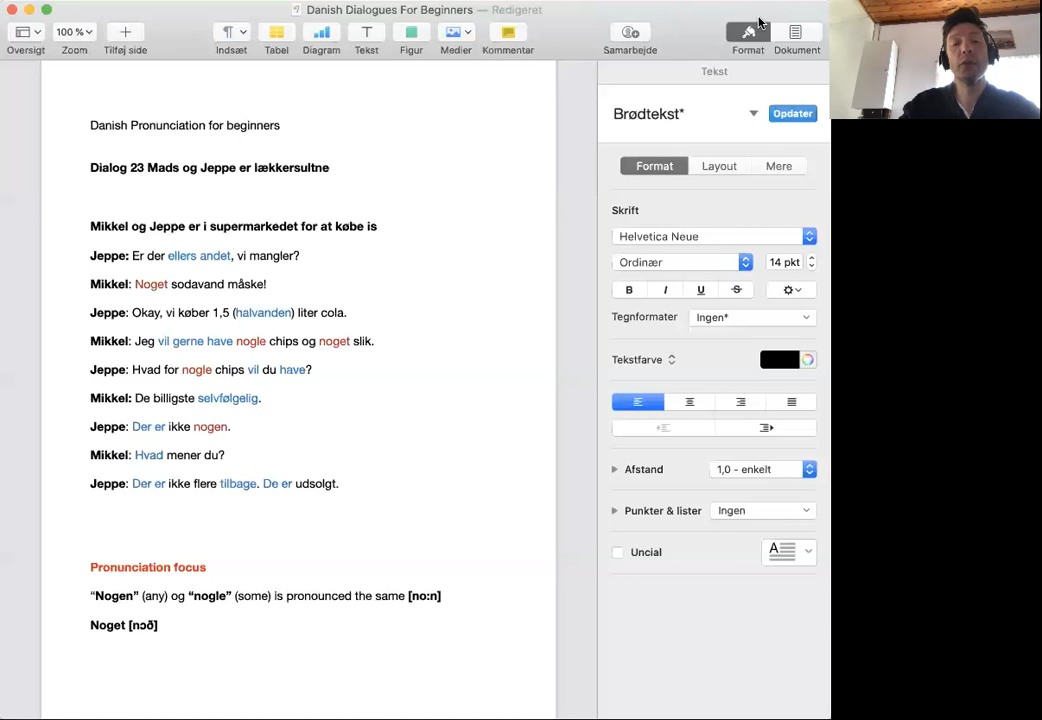 Danish Dialogues For Beginners — Redigeret
Oversigt
100 %
Zoom
Tilføj side
Indsæt
Tabel
Diagram
Tekst
Figur
Medier
Kommentar
Samarbejde
Format
Dokument
Danish Pronunciation for beginners
Dialog 23 Mads og Jeppe er lækkersultne
Mikkel og Jeppe er i supermarkedet for at købe is
Jeppe: Er der ellers andet, vi mangler?
Mikkel: Noget sodavand måske!
Jeppe: Okay, vi køber 1,5 (halvanden) liter cola.
Mikkel: Jeg vil gerne have nogle chips og noget slik.
Jeppe: Hvad for nogle chips vil du have?
Mikkel: De billigste selvfølgelig.
Jeppe: Der er ikke nogen.
Mikkel: Hvad mener du?
Jeppe: Der er ikke flere tilbage. De er udsolgt.
Pronunciation focus
“Nogen” (any) og “nogle” (some) is pronounced the same [no:n]
Noget [nɔð]
Tekst
Brødtekst*
Opdater
Format
Layout
Mere
Skrift
Helvetica Neue
Ordinær
14 pkt
B I U S
Tegnformater
Ingen*
Tekstfarve
Afstand
1,0 - enkelt
Punkter & lister
Ingen
Uncial
A